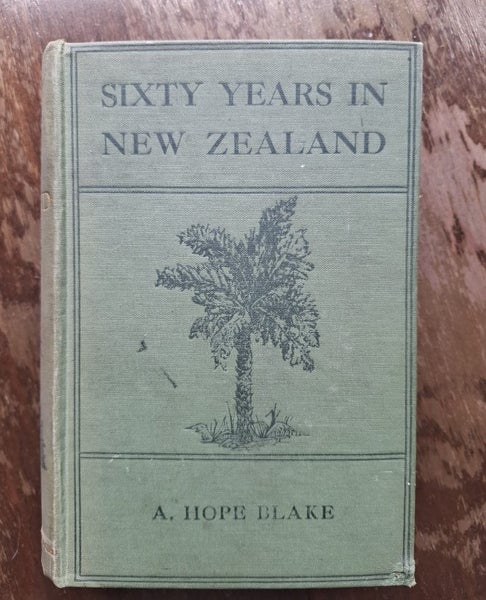 SIXTY YEARS IN
NEW ZEALAND
A. HOPE BLAKE